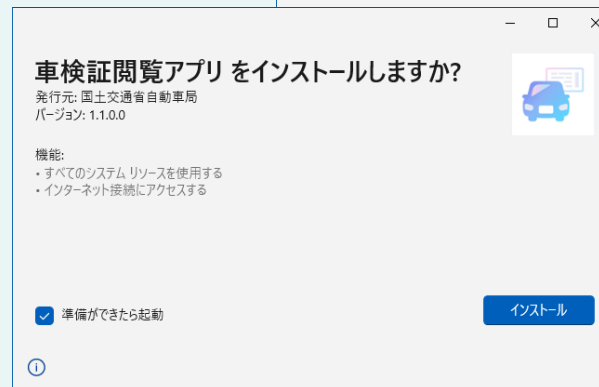 車検証閲覧アプリ をインストールしますか?
発行元: 国土交通省自動車局
バージョン: 1.1.0.0
機能:
• すべてのシステム リソースを使用する
• インターネット接続にアクセスする
準備ができたら起動
インストール